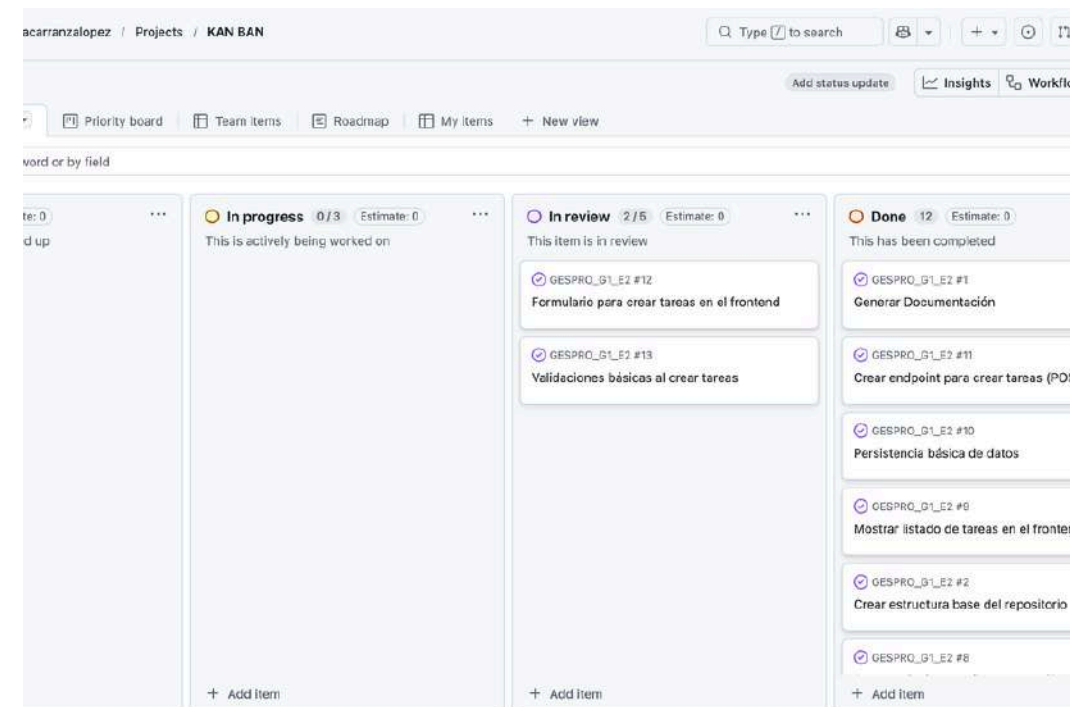 acarranzalopez / Projects / KAN BAN
Type / to search
Add status update
Insights
Workflo
Priority board
Team items
Roadmap
My items
+ New view
word or by field
te: 0
d up
In progress 0/3 Estimate: 0
This is actively being worked on
+ Add item
In review 2/5 Estimate: 0
This item is in review
GESPRO_G1_E2 #12
Formulario para crear tareas en el frontend
GESPRO_G1_E2 #13
Validaciones básicas al crear tareas
+ Add item
Done 12 Estimate: 0
This has been completed
GESPRO_G1_E2 #1
Generar Documentación
GESPRO_G1_E2 #11
Crear endpoint para crear tareas (POS
GESPRO_G1_E2 #10
Persistencia básica de datos
GESPRO_G1_E2 #9
Mostrar listado de tareas en el fronte
GESPRO_G1_E2 #2
Crear estructura base del repositorio
GESPRO_G1_E2 #8
+ Add item